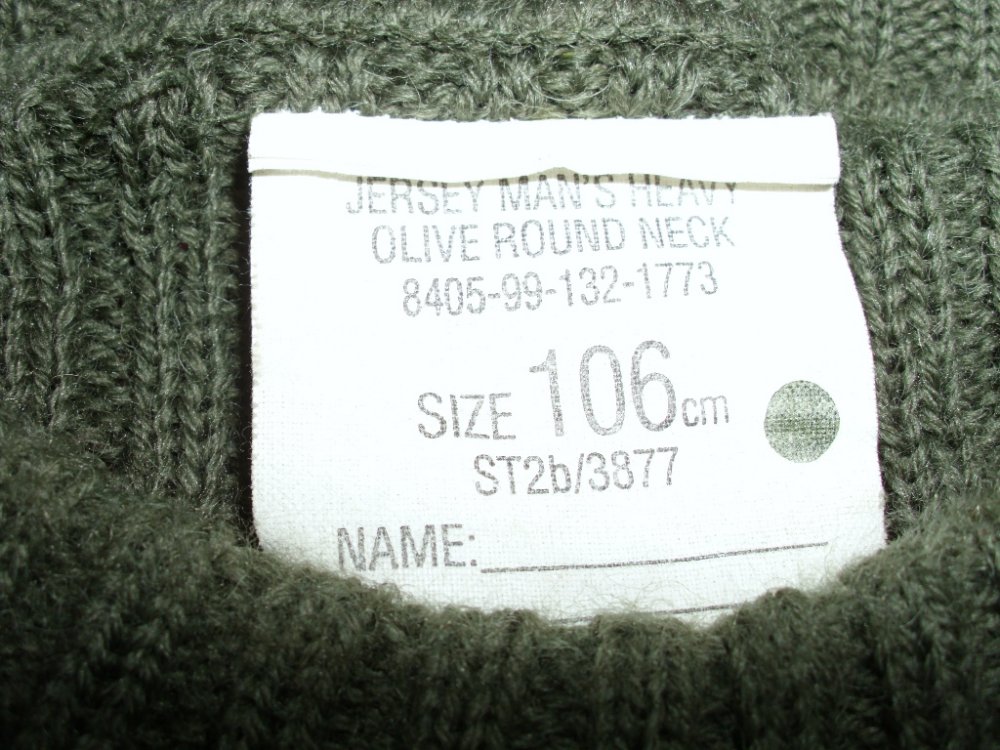 JERSEY MAN'S HEAVY
OLIVE ROUND NECK
8405-99-132-1773
SIZE 106cm
ST2b/3877
NAME: